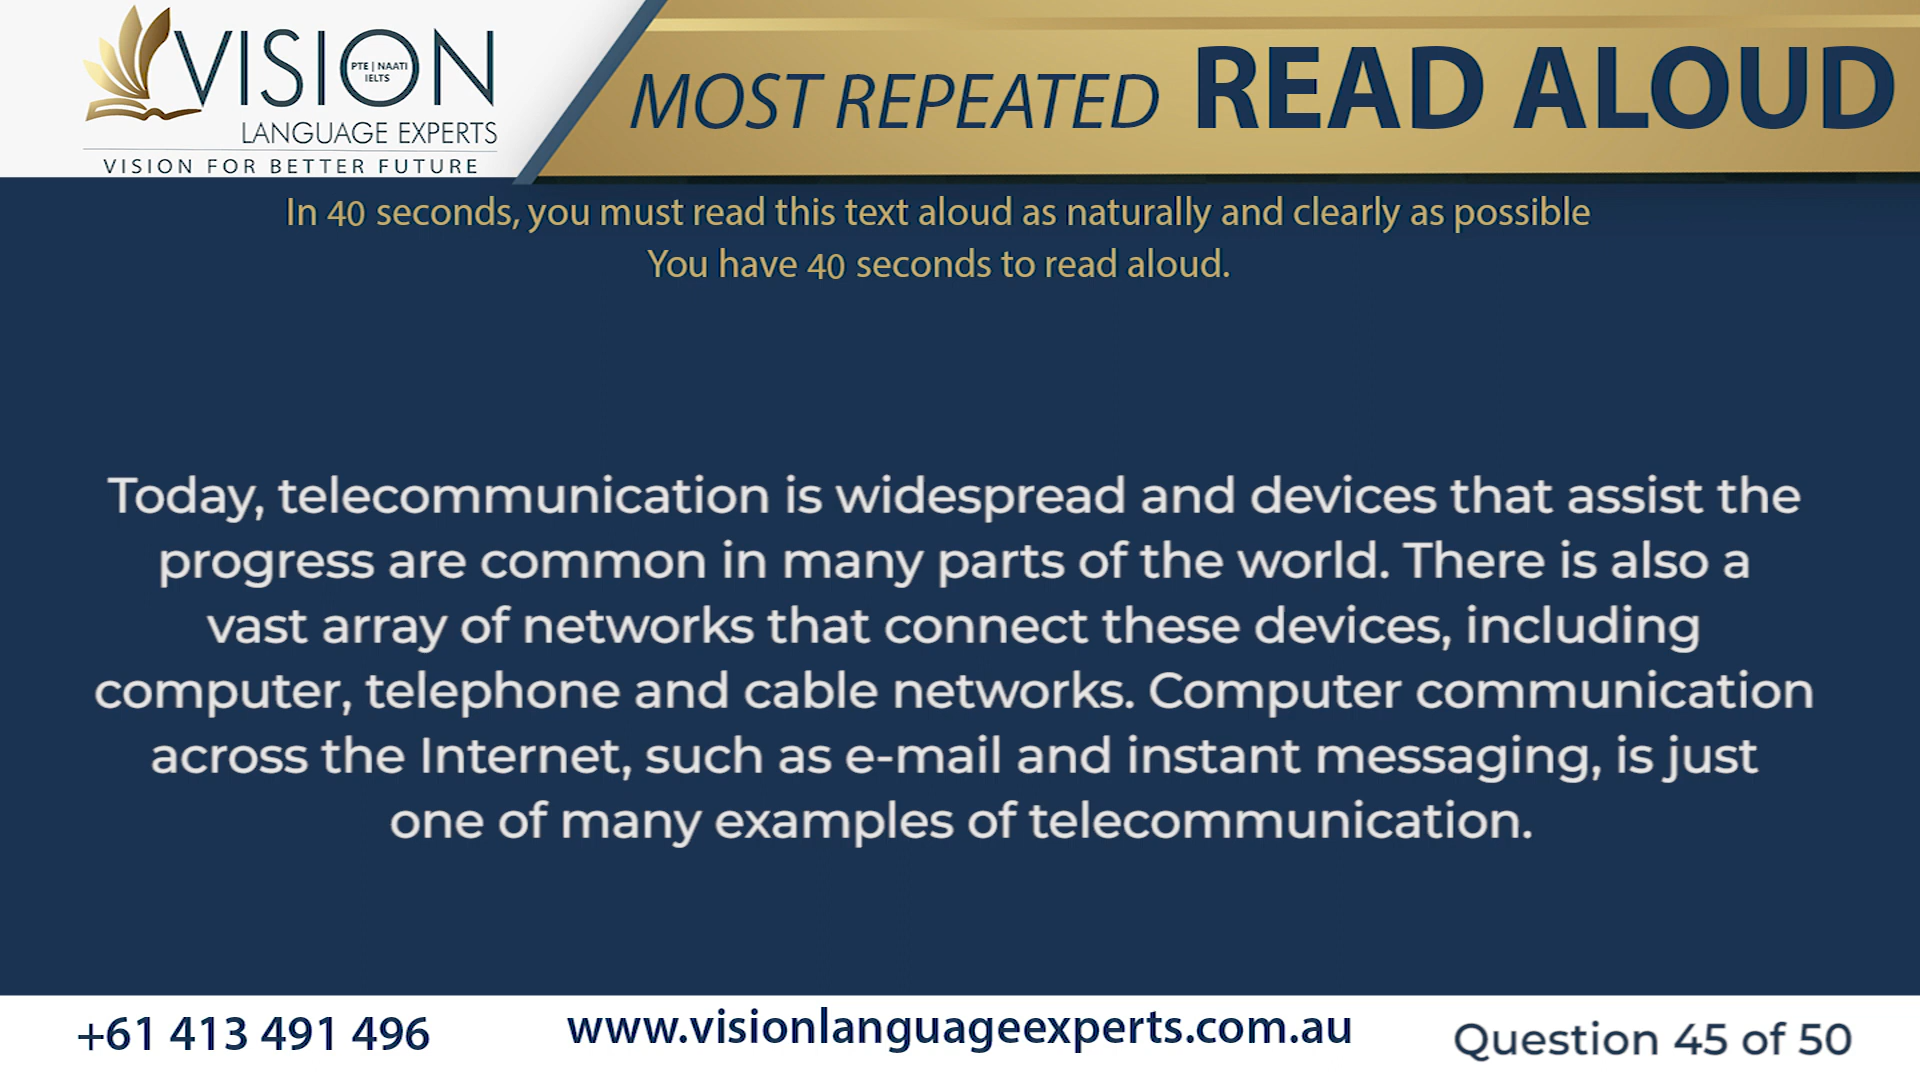 VISION
PTE | NAATI
IELTS
LANGUAGE EXPERTS
VISION FOR BETTER FUTURE
MOST REPEATED READ ALOUD
In 40 seconds, you must read this text aloud as naturally and clearly as possible
You have 40 seconds to read aloud.
Today, telecommunication is widespread and devices that assist the
progress are common in many parts of the world. There is also a
vast array of networks that connect these devices, including
computer, telephone and cable networks. Computer communication
across the Internet, such as e-mail and instant messaging, is just
one of many examples of telecommunication.
+61 413 491 496
www.visionlanguageexperts.com.au
Question 45 of 50